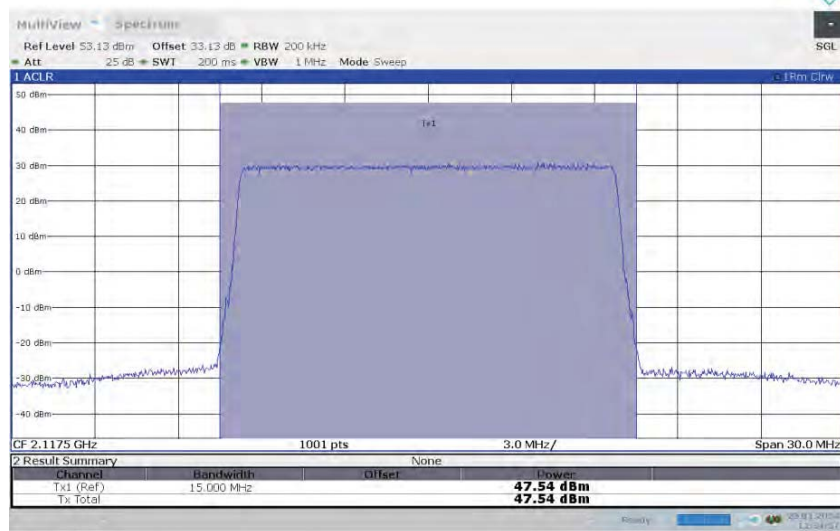 MultiView Spectrum
Ref Level 53.13 dBm Offset 33.13 dB RBW 200 kHz
SGL
Att 25 dB SWT 200 ms VBW 1 MHz Mode Sweep
1 ACLR 1Rm Clrw
50 dBm
Tx1
40 dBm
30 dBm
20 dBm
10 dBm
0 dBm
-10 dBm
-20 dBm
-30 dBm
-40 dBm
CF 2.1175 GHz 1001 pts 3.0 MHz/ Span 30.0 MHz
2 Result Summary None
Channel Bandwidth Offset Power
Tx1 (Ref) 15.000 MHz 47.54 dBm
Tx Total 47.54 dBm
Ready